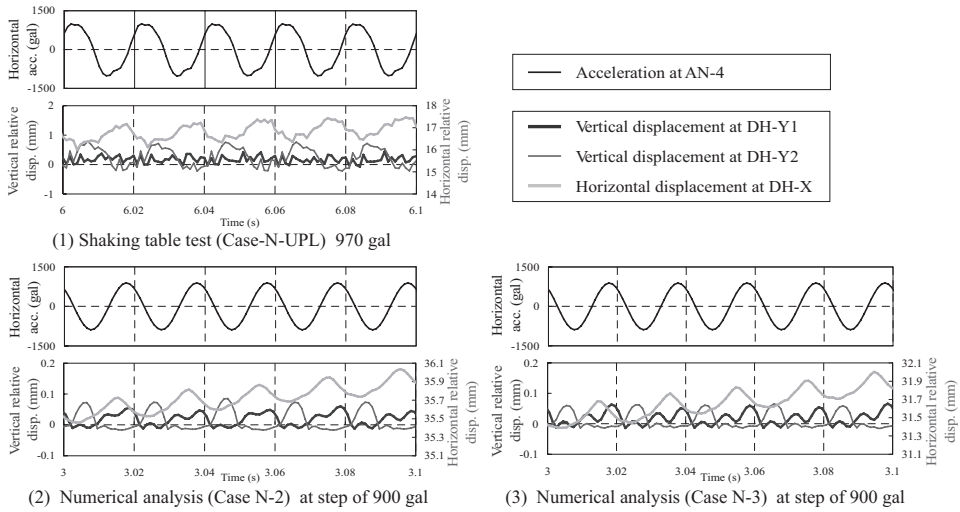 1500
0
-1500
Horizontal
acc. (gal)
2
1
0
-1
Vertical relative
disp. (mm)
18
17
16
15
14
Horizontal relative
disp. (mm)
6 6.02 6.04 6.06 6.08 6.1
Time (s)
(1) Shaking table test (Case-N-UPL) 970 gal
Acceleration at AN-4
Vertical displacement at DH-Y1
Vertical displacement at DH-Y2
Horizontal displacement at DH-X
1500
0
-1500
Horizontal
acc. (gal)
0.2
0.1
0
-0.1
Vertical relative
disp. (mm)
36.1
35.9
35.7
35.5
35.3
35.1
Horizontal relative
disp. (mm)
3 3.02 3.04 3.06 3.08 3.1
Time (s)
(2) Numerical analysis (Case N-2) at step of 900 gal
1500
0
-1500
Horizontal
acc. (gal)
0.2
0.1
0
-0.1
Vertical relative
disp. (mm)
32.1
31.9
31.7
31.5
31.3
31.1
Horizontal relative
disp. (mm)
3 3.02 3.04 3.06 3.08 3.1
Time (s)
(3) Numerical analysis (Case N-3) at step of 900 gal